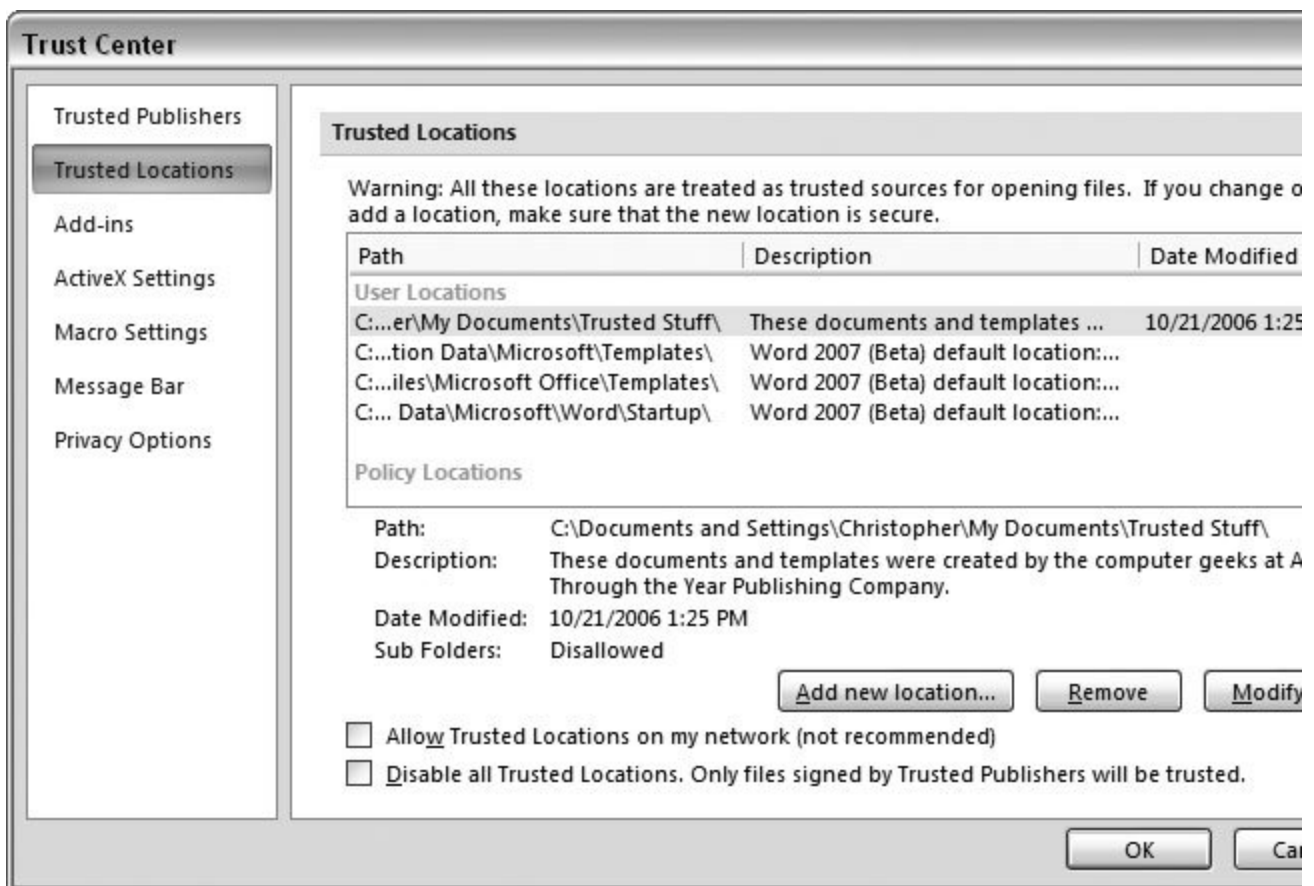 Trust Center
Trusted Publishers
Trusted Locations
Add-ins
ActiveX Settings
Macro Settings
Message Bar
Privacy Options
Trusted Locations
Warning: All these locations are treated as trusted sources for opening files. If you change
add a location, make sure that the new location is secure.
Path Description Date Modified
User Locations
C:...er\My Documents\Trusted Stuff\ These documents and templates ... 10/21/2006 1:25
C:...tion Data\Microsoft\Templates\ Word 2007 (Beta) default location:...
C:...iles\Microsoft Office\Templates\ Word 2007 (Beta) default location:...
C:... Data\Microsoft\Word\Startup\ Word 2007 (Beta) default location:...
Policy Locations
Path: C:\Documents and Settings\Christopher\My Documents\Trusted Stuff\
Description: These documents and templates were created by the computer geeks at
Through the Year Publishing Company.
Date Modified: 10/21/2006 1:25 PM
Sub Folders: Disallowed
Add new location... Remove Modify
Allow Trusted Locations on my network (not recommended)
Disable all Trusted Locations. Only files signed by Trusted Publishers will be trusted.
OK